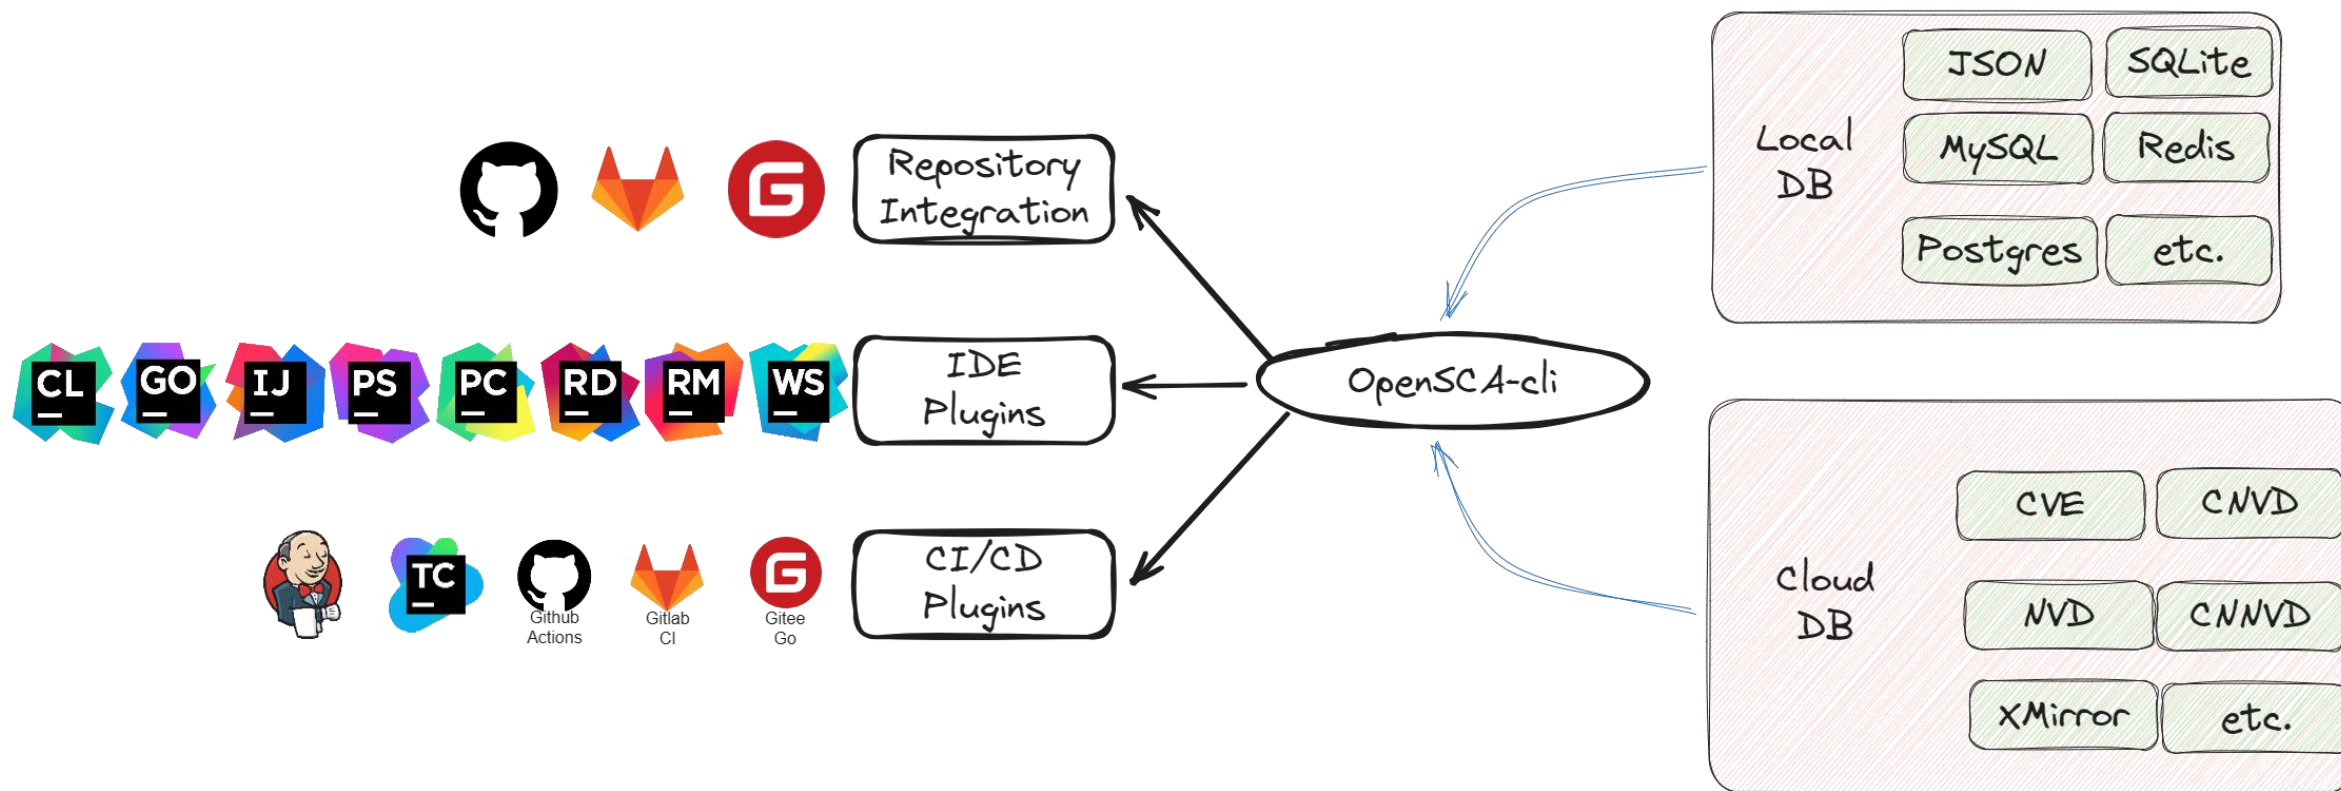 Repository
Integration
CL
GO
IJ
PS
PC
RD
RM
WS
IDE
Plugins
TC
Github
Actions
Gitlab
CI
Gitee
Go
CI/CD
Plugins
OpenSCA-cli
Local
DB
JSON
SQLite
MySQL
Redis
Postgres
etc.
Cloud
DB
CVE
CNVD
NVD
CNNVD
XMirror
etc.